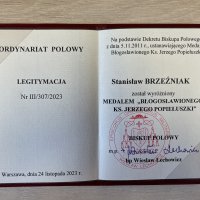 ORDYNARIAT POLOWY
LEGITYMACJA
Nr III/307/2023
Warszawa, dnia 24 listopada 2023 r.
Na podstawie Dekretu Biskupa Polowego
z dnia 5.11.2011 r., ustanawiającego Medal
Błogosławionego Ks. Jerzego Popiełuszki
Stanisław BRZEŹNIAK
został wyróżniony
MEDALEM „BŁOGOSŁAWIONEGO
KS. JERZEGO POPIEŁUSZKI"
BISKUP POLOWY
bp Wiesław Lechowicz